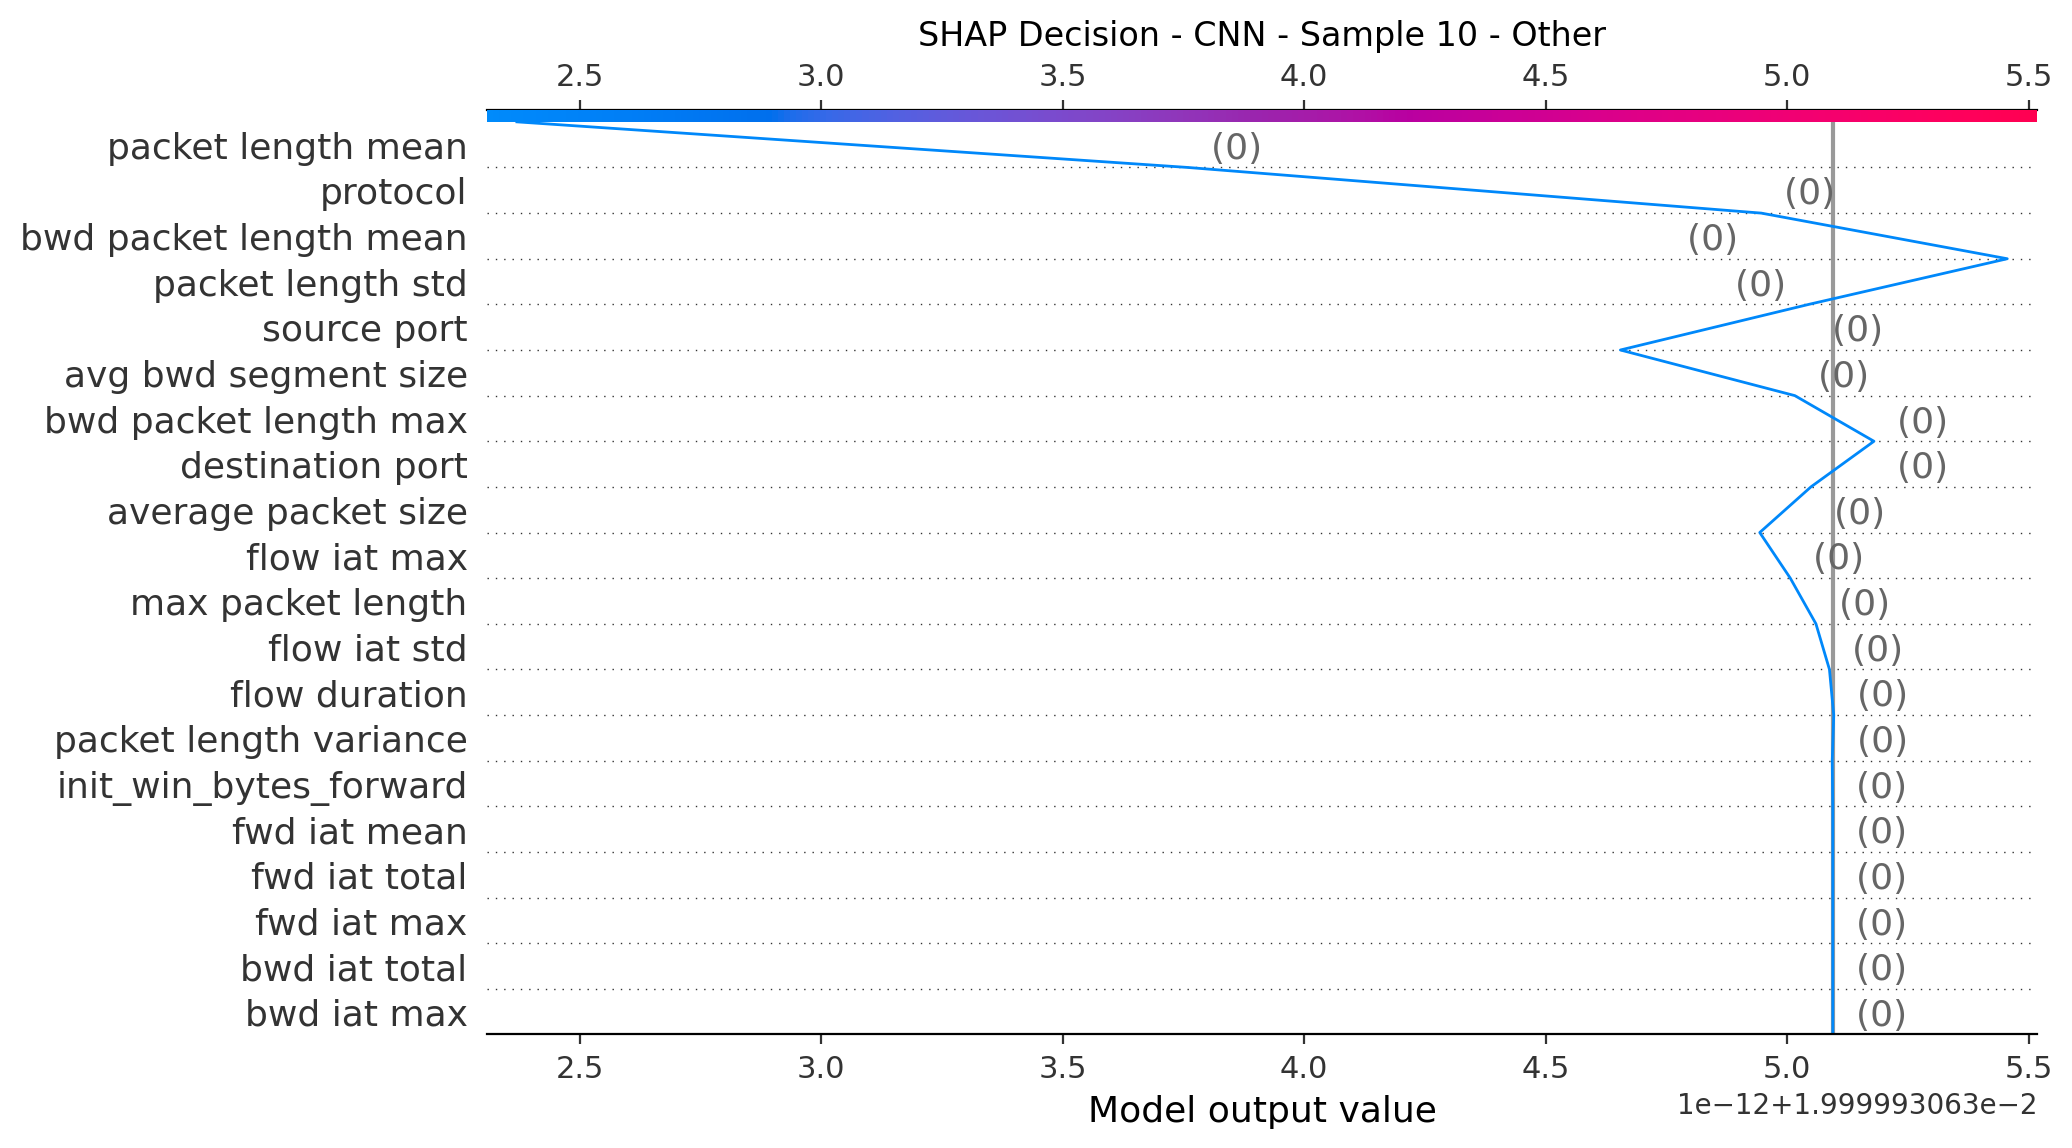 SHAP Decision - CNN - Sample 10 - Other
2.5 3.0 3.5 4.0 4.5 5.0 5.5
packet length mean (0)
protocol (0)
bwd packet length mean (0)
packet length std (0)
source port (0)
avg bwd segment size (0)
bwd packet length max (0)
destination port (0)
average packet size (0)
flow iat max (0)
max packet length (0)
flow iat std (0)
flow duration (0)
packet length variance (0)
init_win_bytes_forward (0)
fwd iat mean (0)
fwd iat total (0)
fwd iat max (0)
bwd iat total (0)
bwd iat max (0)
2.5 3.0 3.5 4.0 4.5 5.0 5.5
Model output value
1e−12+1.999993063e−2